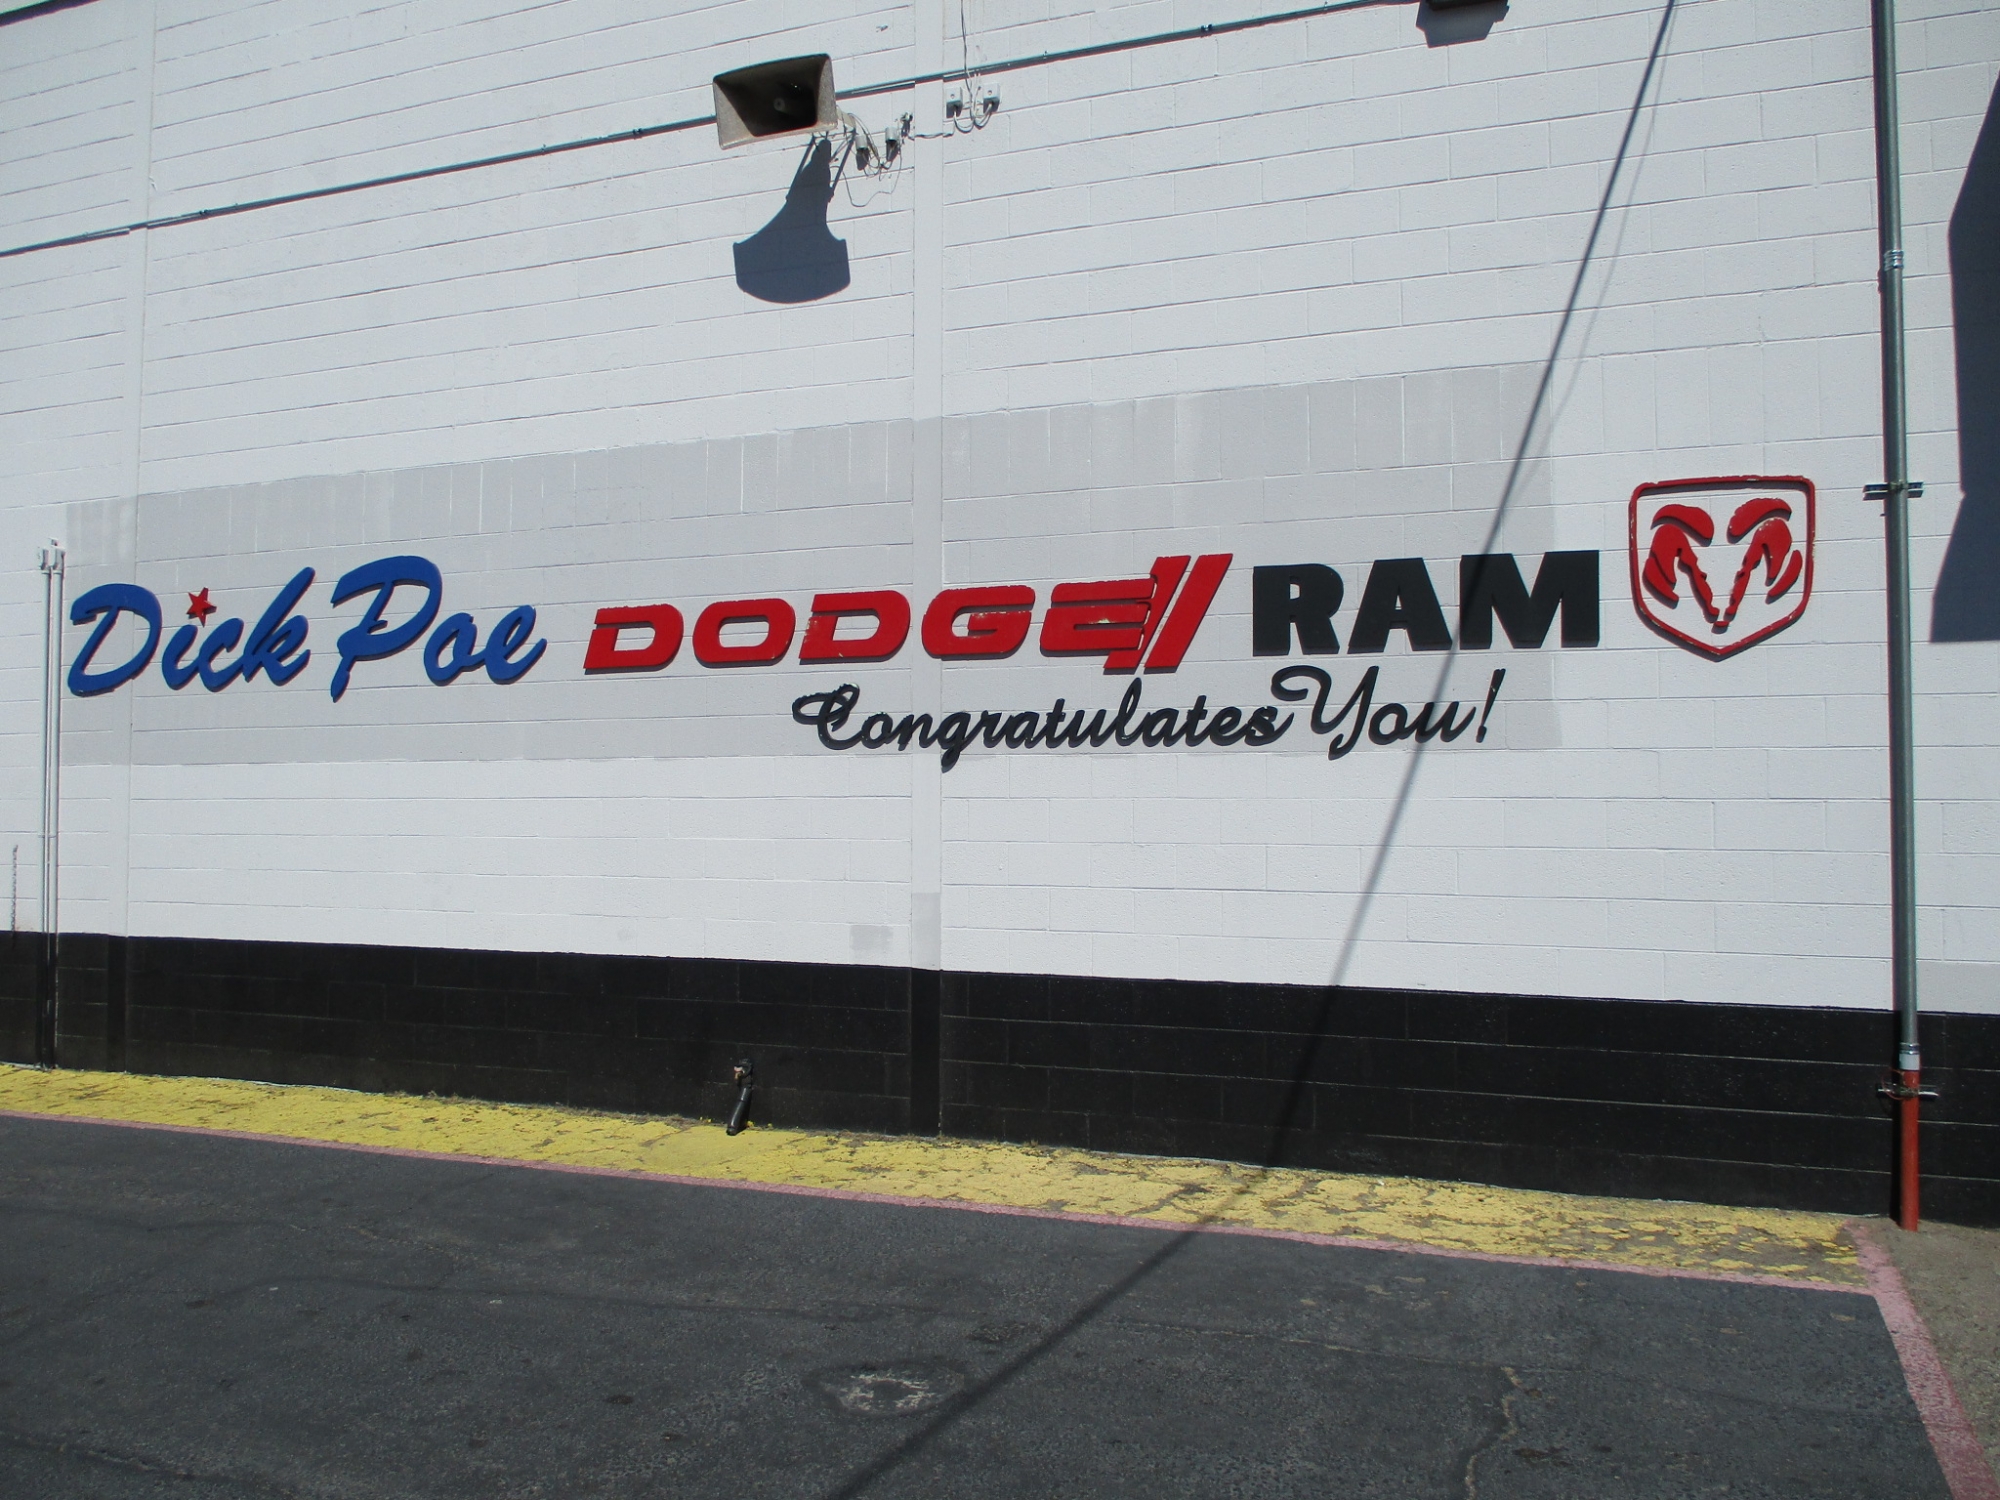 Dick Poe DODGE RAM
Congratulates You!